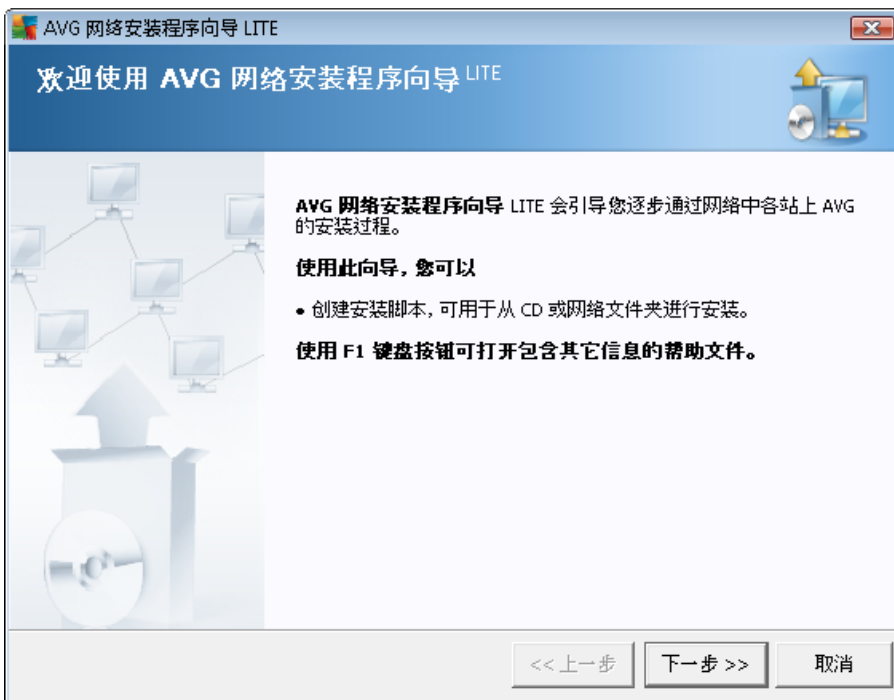 AVG 网络安装程序向导 LITE
欢迎使用 AVG 网络安装程序向导 LITE
AVG 网络安装程序向导 LITE 会引导您逐步通过网络中各站上 AVG
的安装过程。
使用此向导，您可以
• 创建安装脚本，可用于从 CD 或网络文件夹进行安装。
使用 F1 键盘按钮可打开包含其它信息的帮助文件。
<< 上一步 下一步 >> 取消